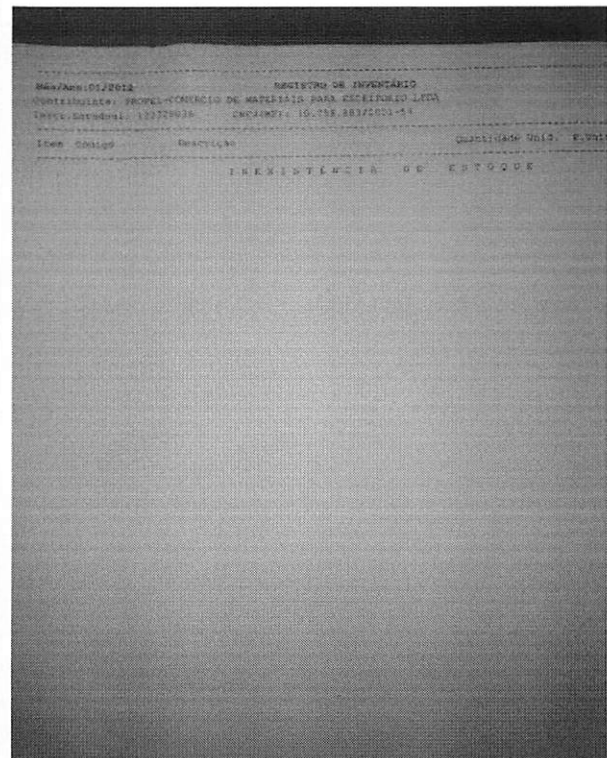 Mês/Ano:01/2012 REGISTRO DE INVENTÁRIO
Contribuinte: PROPEL-COMERCIO DE MATERIAIS PARA ESCRITORIO LTDA
Inscr.Estadual: CNPJ(MF):
Item Código Descrição Quantidade Unid.
INEXISTÊNCIA DE ESTOQUE